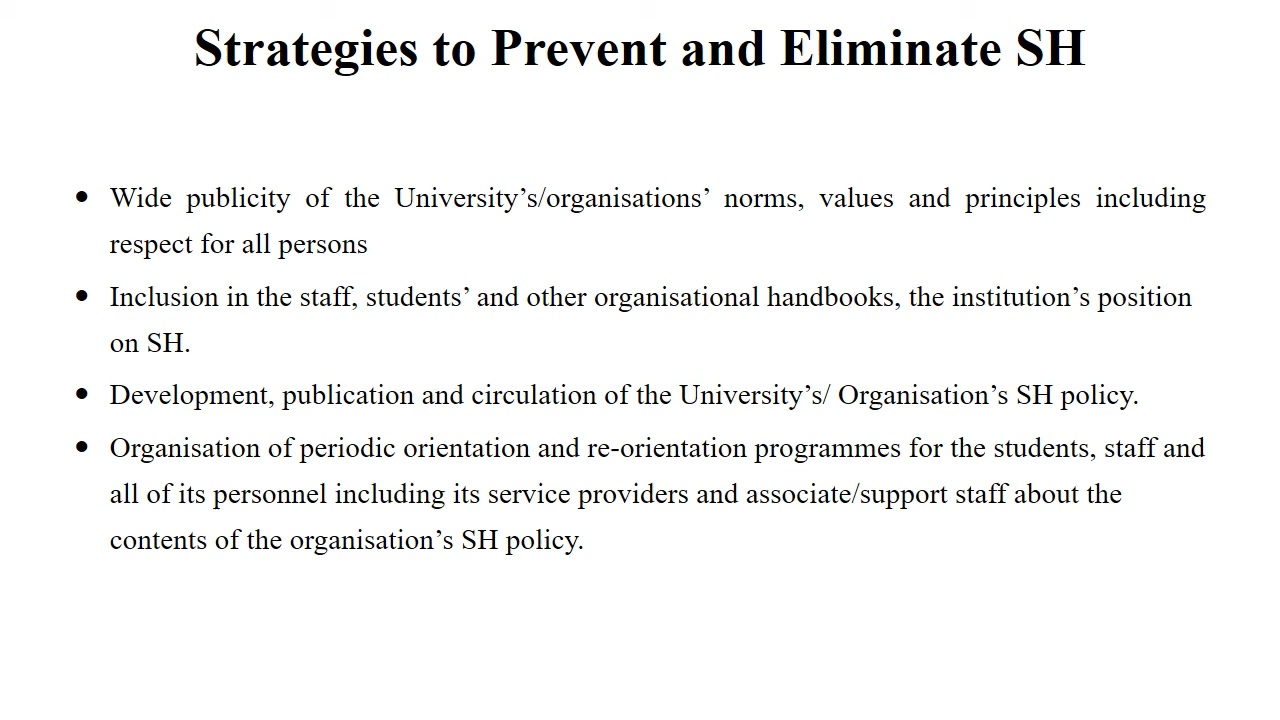 Strategies to Prevent and Eliminate SH
• Wide publicity of the University’s/organisations’ norms, values and principles including
respect for all persons
• Inclusion in the staff, students’ and other organisational handbooks, the institution’s position
on SH.
• Development, publication and circulation of the University’s/ Organisation’s SH policy.
• Organisation of periodic orientation and re-orientation programmes for the students, staff and
all of its personnel including its service providers and associate/support staff about the
contents of the organisation’s SH policy.